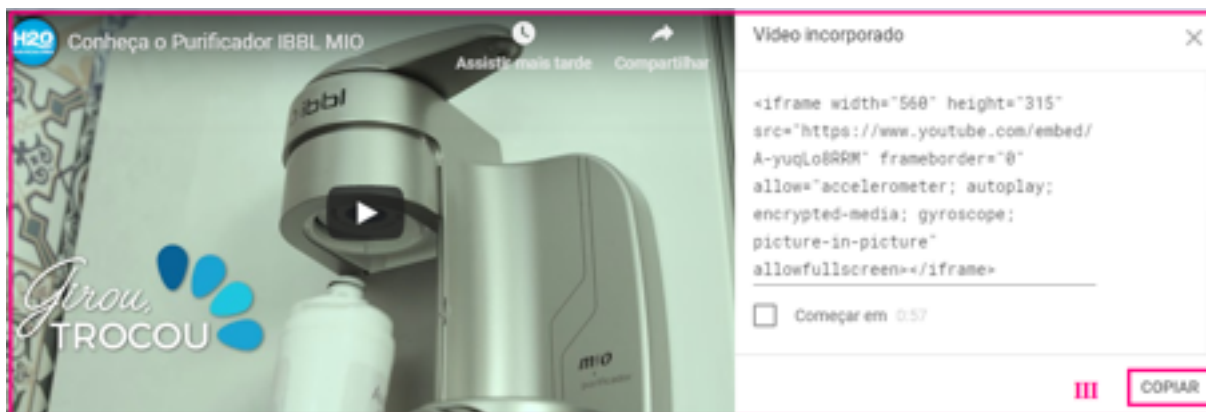 H2O
Conheça o Purificador IBBL MIO
Assistir mais tarde
Compartilhar
ibbl
Girou,
TROCOU
mio
Vídeo incorporado
<iframe width="560" height="315"
src="https://www.youtube.com/embed/
A-yuqLo8RRM" frameborder="0"
allow="accelerometer; autoplay;
encrypted-media; gyroscope;
picture-in-picture"
allowfullscreen></iframe>
Começar em 0:57
III
COPIAR